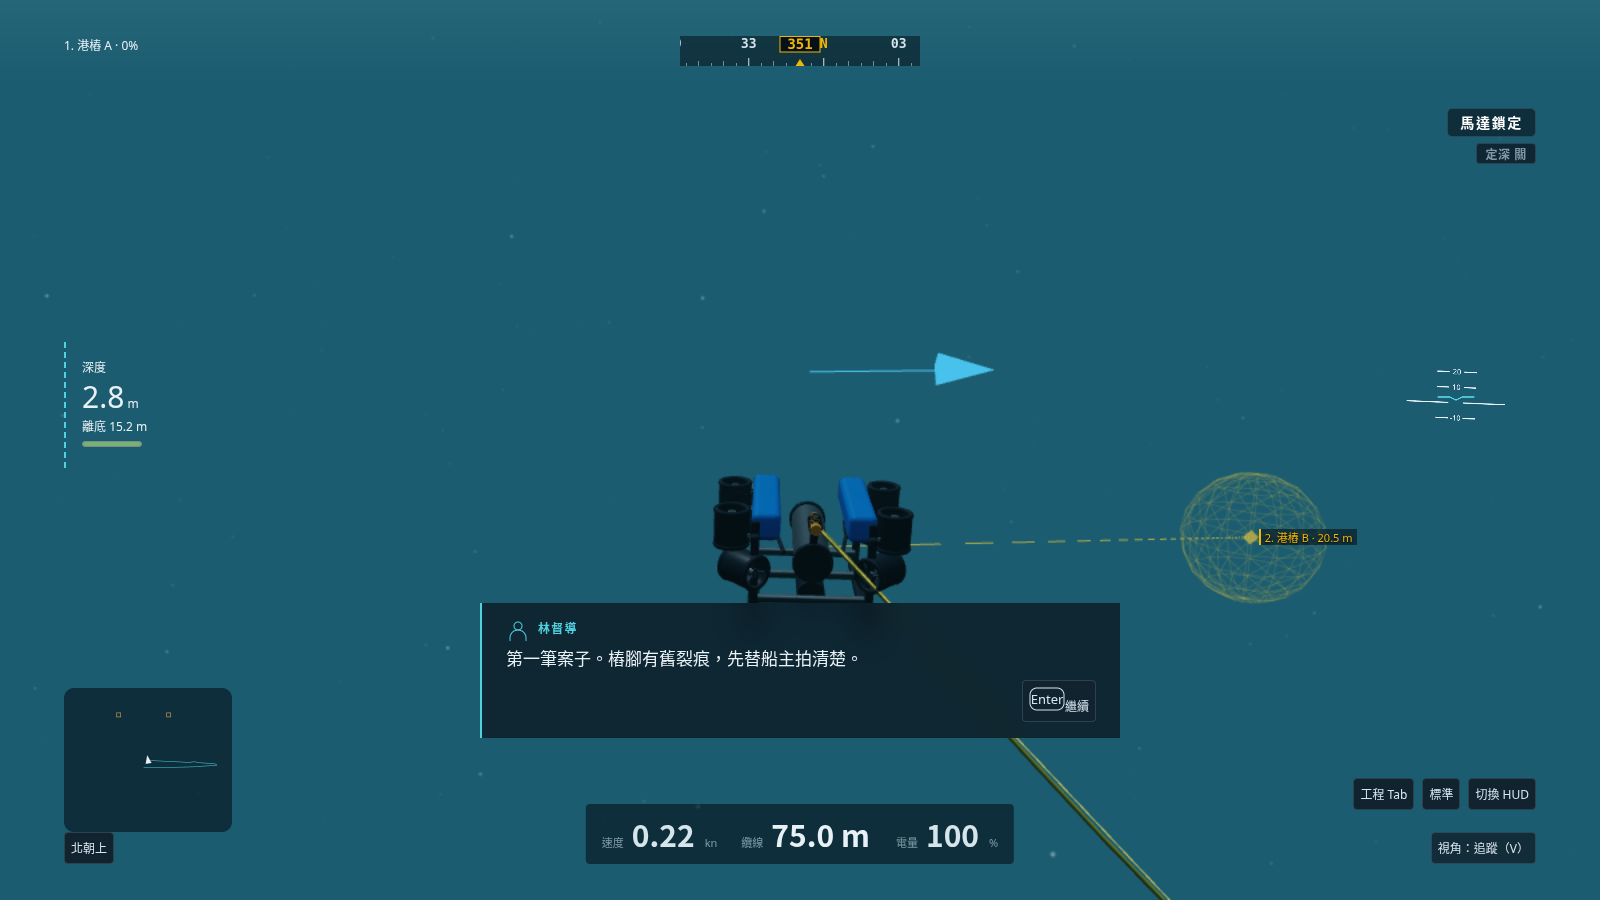 1. 港樁 A · 0%
33 351 N 03
馬達鎖定
定深 關
深度
2.8 m
離底 15.2 m
20
10
-10
2. 港樁 B · 20.5 m
林督導
第一筆案子。樁腳有舊裂痕，先替船主拍清楚。
Enter 繼續
工程 Tab 標準 切換 HUD
速度 0.22 kn 纜線 75.0 m 電量 100 %
北朝上
視角：追蹤（V）